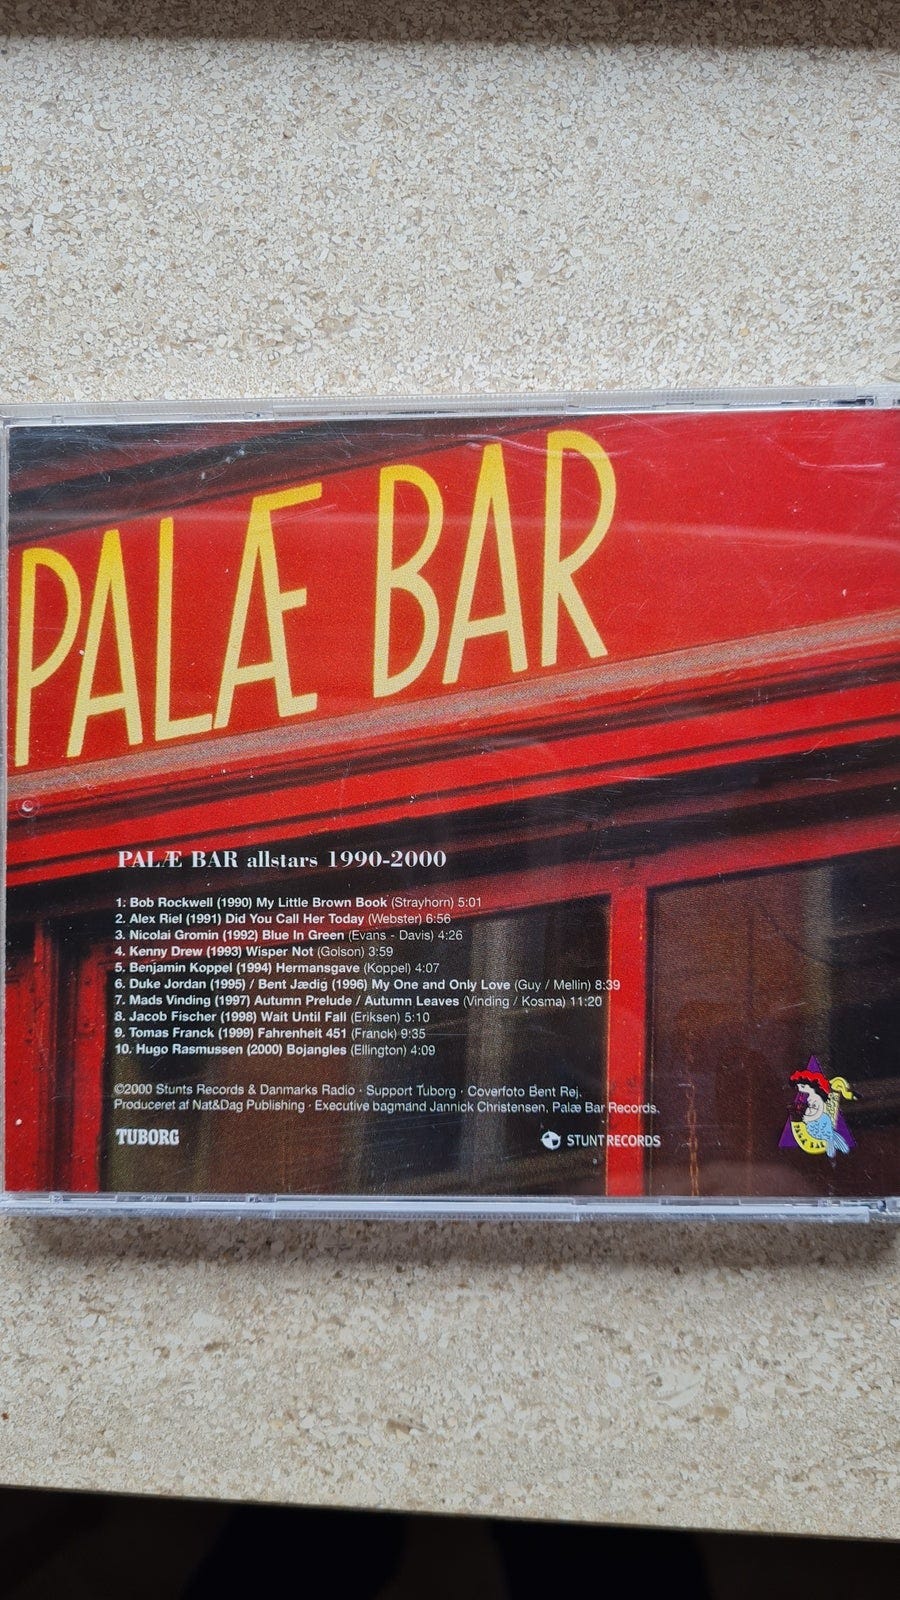 PALÆ BAR
PALÆ BAR allstars 1990-2000
1: Bob Rockwell (1990) My Little Brown Book (Strayhorn) 5:01
2. Alex Riel (1991) Did You Call Her Today (Webster) 6:56
3. Nicolai Gromin (1992) Blue In Green (Evans - Davis) 4:26
4. Kenny Drew (1993) Wisper Not (Golson) 3:59
5. Benjamin Koppel (1994) Hermansgave (Koppel) 4:07
6. Duke Jordan (1995) / Bent Jædig (1996) My One and Only Love (Guy / Mellin) 8:39
7. Mads Vinding (1997) Autumn Prelude / Autumn Leaves (Vinding / Kosma) 11:20
8. Jacob Fischer (1998) Wait Until Fall (Eriksen) 5:10
9. Tomas Franck (1999) Fahrenheit 451 (Franck) 9:35
10. Hugo Rasmussen (2000) Bojangles (Ellington) 4:09
©2000 Stunts Records & Danmarks Radio · Support Tuborg · Coverfoto Bent Rej.
Produceret af Nat&Dag Publishing · Executive bagmand Jannick Christensen, Palæ Bar Records.
TUBORG
STUNT RECORDS
PALÆ BAR